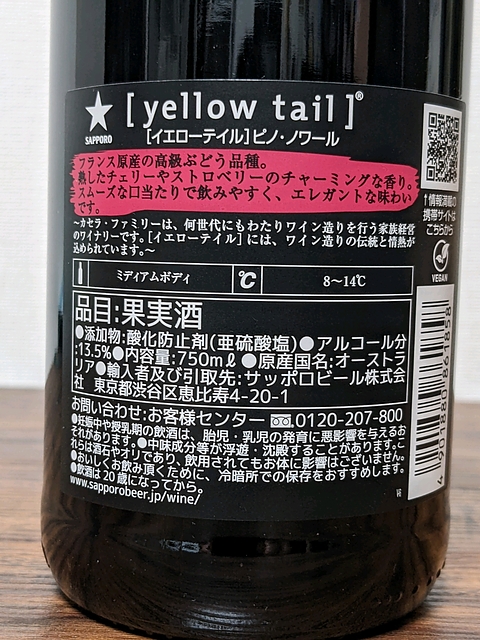 SAPPORO
[ yellow tail ]®
[イエローテイル]ピノ・ノワール
フランス原産の高級ぶどう品種。
熟したチェリーやストロベリーのチャーミングな香り。
スムーズな口当たりで飲みやすく、エレガントな味わい
です。
〜カセラ・ファミリーは、何世代にもわたりワイン造りを行う家族経営
のワイナリーです。[イエローテイル]には、ワイン造りの伝統と情熱が
込められています。〜
↑情報満載の
携帯サイトは
こちらから
VEGAN
ミディアムボディ
℃
8〜14℃
品目:果実酒
●添加物:酸化防止剤(亜硫酸塩)●アルコール分
:13.5%●内容量:750mℓ●原産国名:オーストラ
リア●輸入者及び引取先:サッポロビール株式会
社 東京都渋谷区恵比寿4-20-1
お問い合わせ:お客様センター 0120-207-800
●妊娠中や授乳期の飲酒は、胎児・乳児の発育に悪影響を与えるお
それがあります。●中味成分等が浮遊・沈殿することがあります。こ
れらは酒石やオリであり、飲用されてもお体に影響はございません。
●おいしくお飲み頂くために、冷暗所での保存をおすすめします。
●飲酒は20歳になってから。
www.sapporobeer.jp/wine/
4 901880 861858